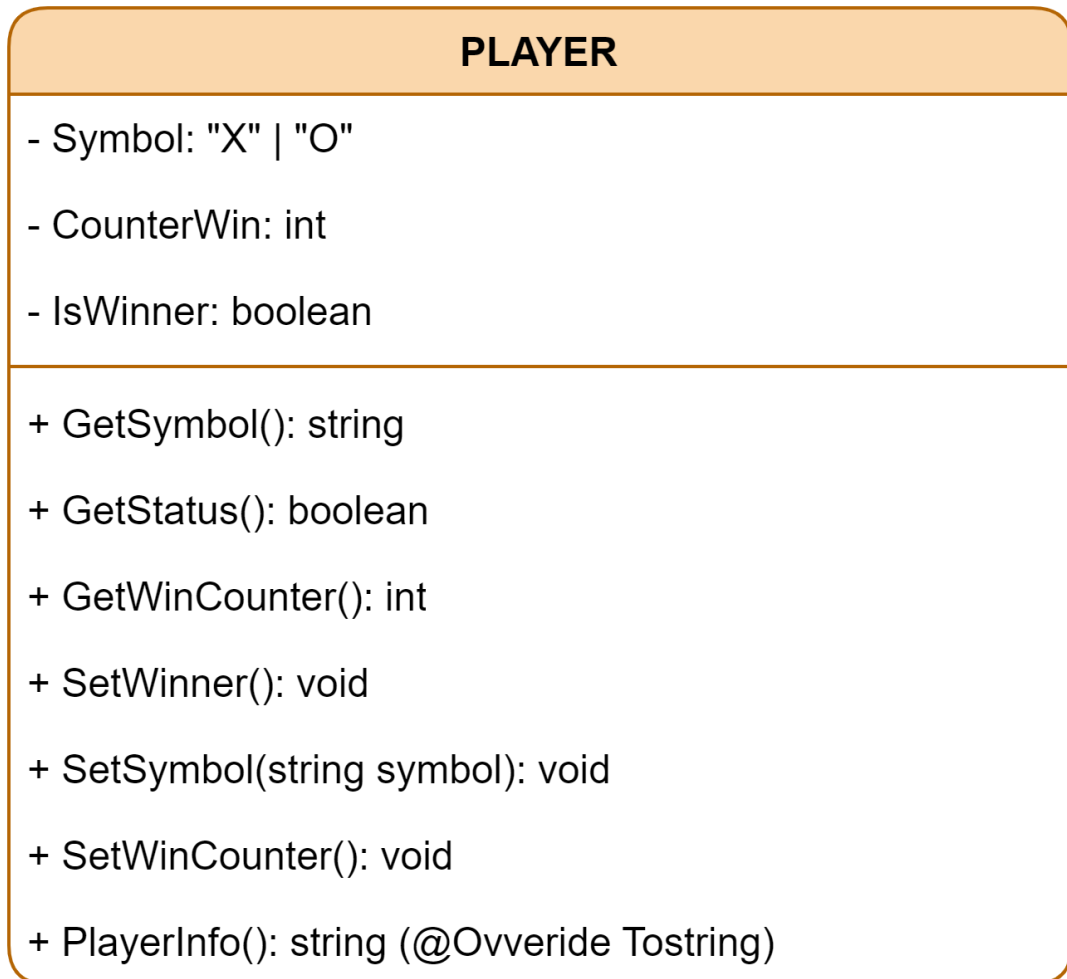 PLAYER
- Symbol: "X" | "O"
- CounterWin: int
- IsWinner: boolean
+ GetSymbol(): string
+ GetStatus(): boolean
+ GetWinCounter(): int
+ SetWinner(): void
+ SetSymbol(string symbol): void
+ SetWinCounter(): void
+ PlayerInfo(): string (@Ovveride Tostring)